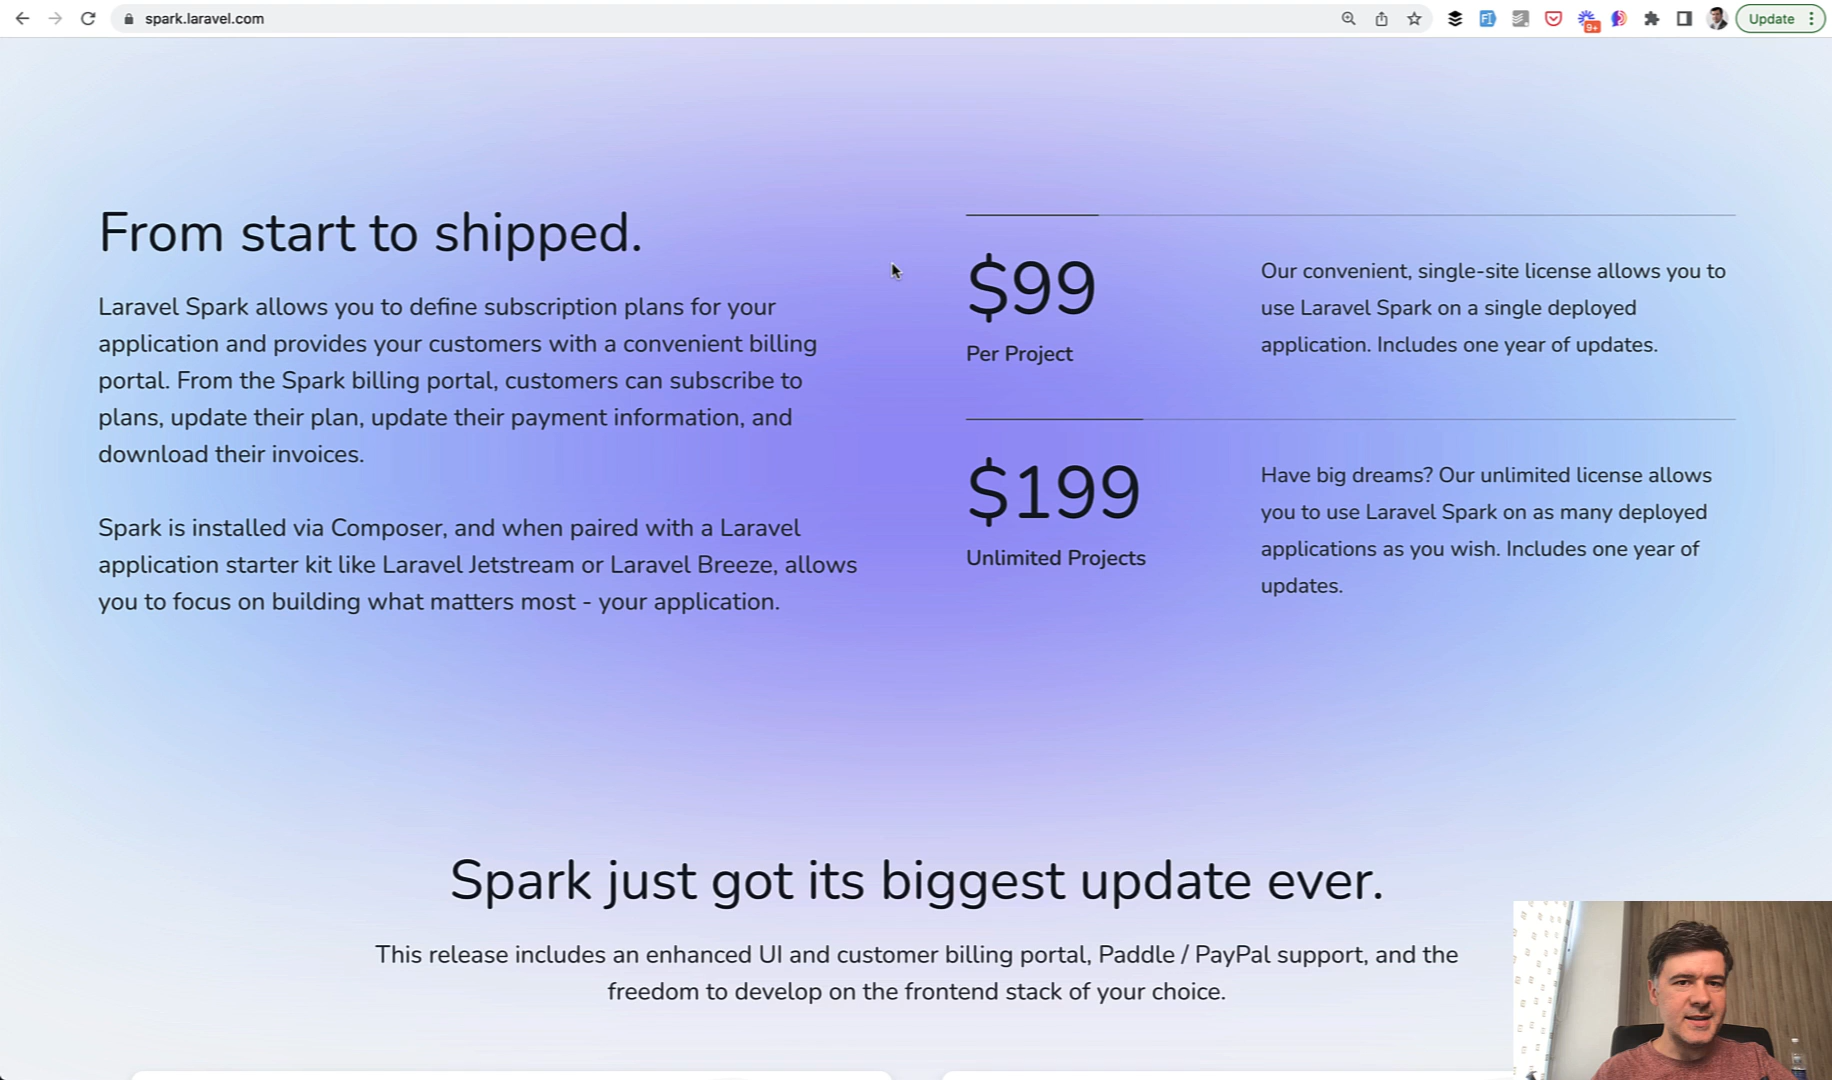 spark.laravel.com
9+
Update
From start to shipped.
Laravel Spark allows you to define subscription plans for your
application and provides your customers with a convenient billing
portal. From the Spark billing portal, customers can subscribe to
plans, update their plan, update their payment information, and
download their invoices.
Spark is installed via Composer, and when paired with a Laravel
application starter kit like Laravel Jetstream or Laravel Breeze, allows
you to focus on building what matters most - your application.
$99
Per Project
Our convenient, single-site license allows you to
use Laravel Spark on a single deployed
application. Includes one year of updates.
$199
Unlimited Projects
Have big dreams? Our unlimited license allows
you to use Laravel Spark on as many deployed
applications as you wish. Includes one year of
updates.
Spark just got its biggest update ever.
This release includes an enhanced UI and customer billing portal, Paddle / PayPal support, and the
freedom to develop on the frontend stack of your choice.